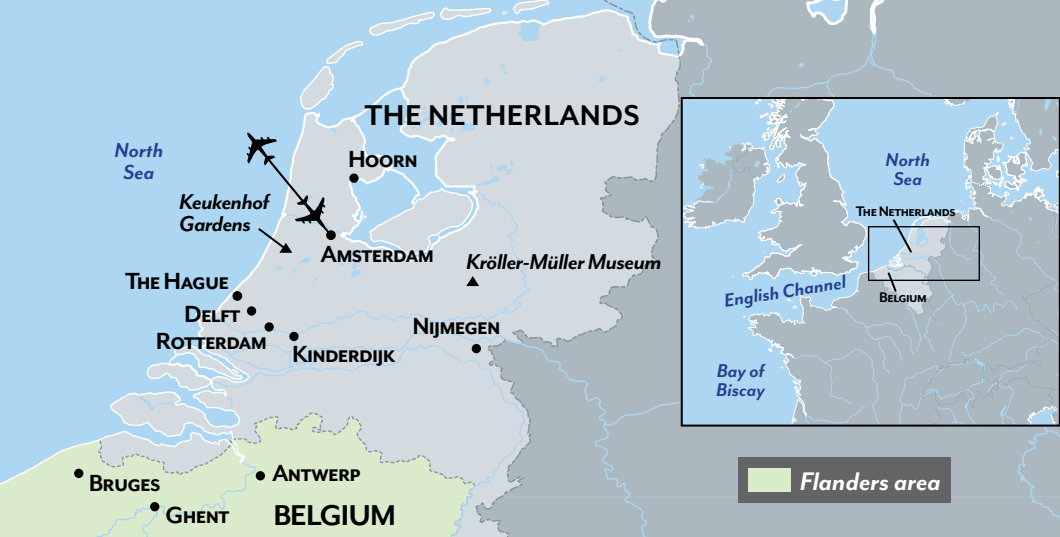 THE NETHERLANDS
North
Sea
HOORN
Keukenhof
Gardens
AMSTERDAM
Kröller-Müller Museum
THE HAGUE
DELFT
ROTTERDAM
KINDERDIJK
NIJMEGEN
BRUGES
GHENT
ANTWERP
BELGIUM
North
Sea
THE NETHERLANDS
English Channel
BELGIUM
Bay of
Biscay
Flanders area